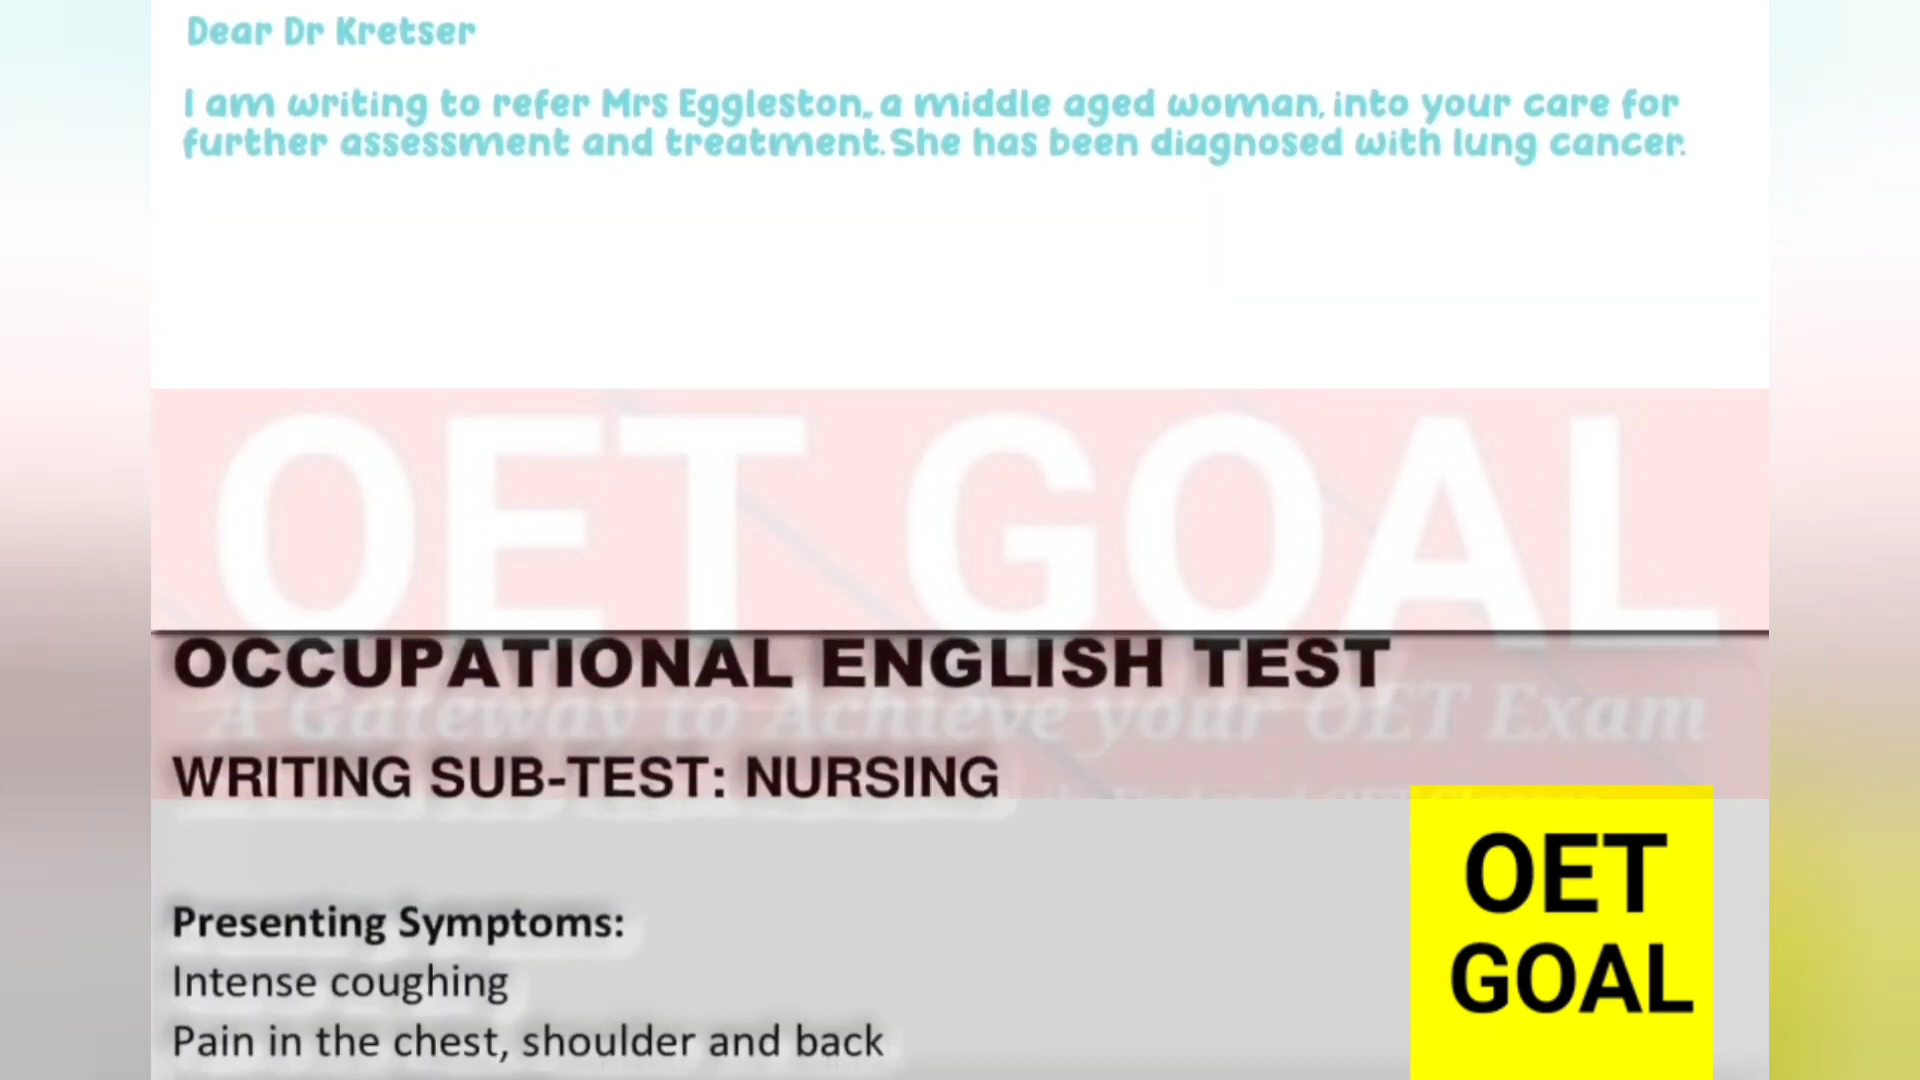 Dear Dr Kretser
I am writing to refer Mrs Eggleston, a middle aged woman, into your care for
further assessment and treatment. She has been diagnosed with lung cancer.
OET GOAL
OCCUPATIONAL ENGLISH TEST
A Gateway to Achieve your OET Exam
WRITING SUB-TEST: NURSING
Presenting Symptoms:
Intense coughing
Pain in the chest, shoulder and back
OET
GOAL